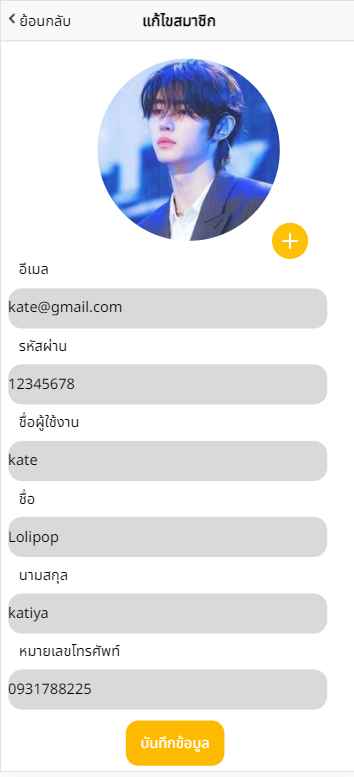 ย้อนกลับ แก้ไขสมาชิก
อีเมล
kate@gmail.com
รหัสผ่าน
12345678
ชื่อผู้ใช้งาน
kate
ชื่อ
Lolipop
นามสกุล
katiya
หมายเลขโทรศัพท์
0931788225
บันทึกข้อมูล